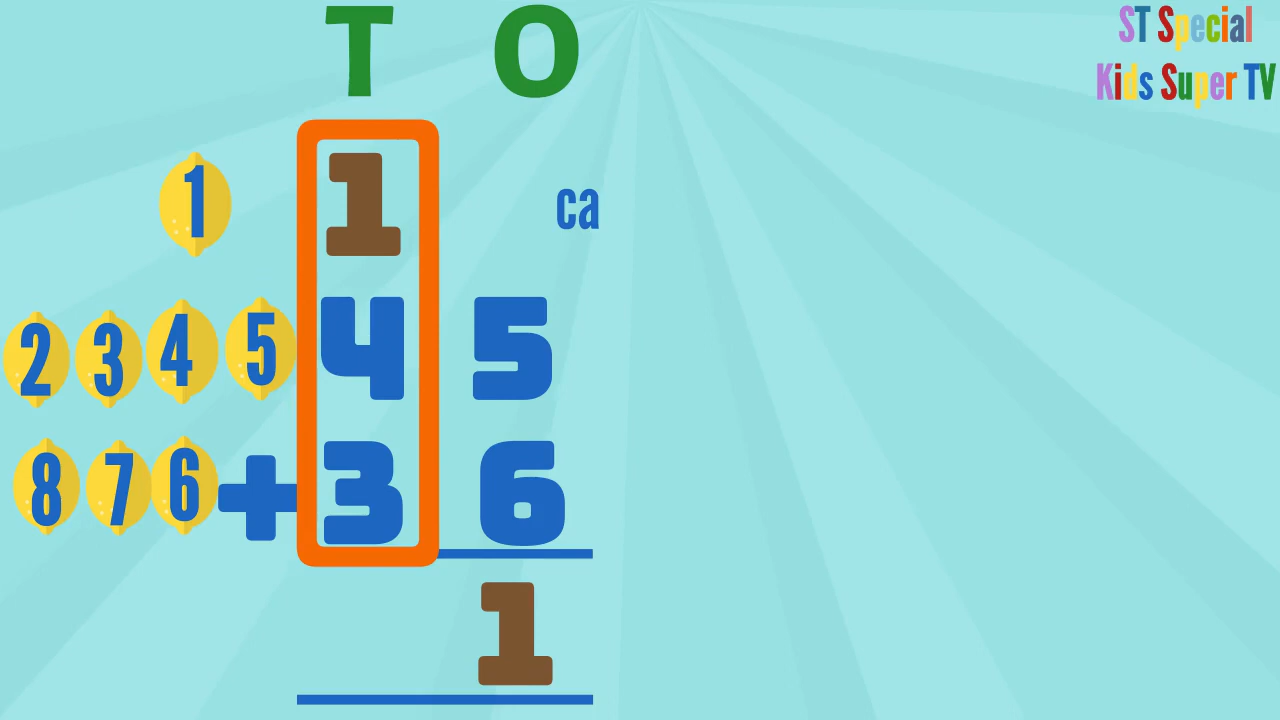 T O
ST Special
Kids Super TV
1 1 ca
2 3 4 5 4 5
8 7 6 + 3 6
1